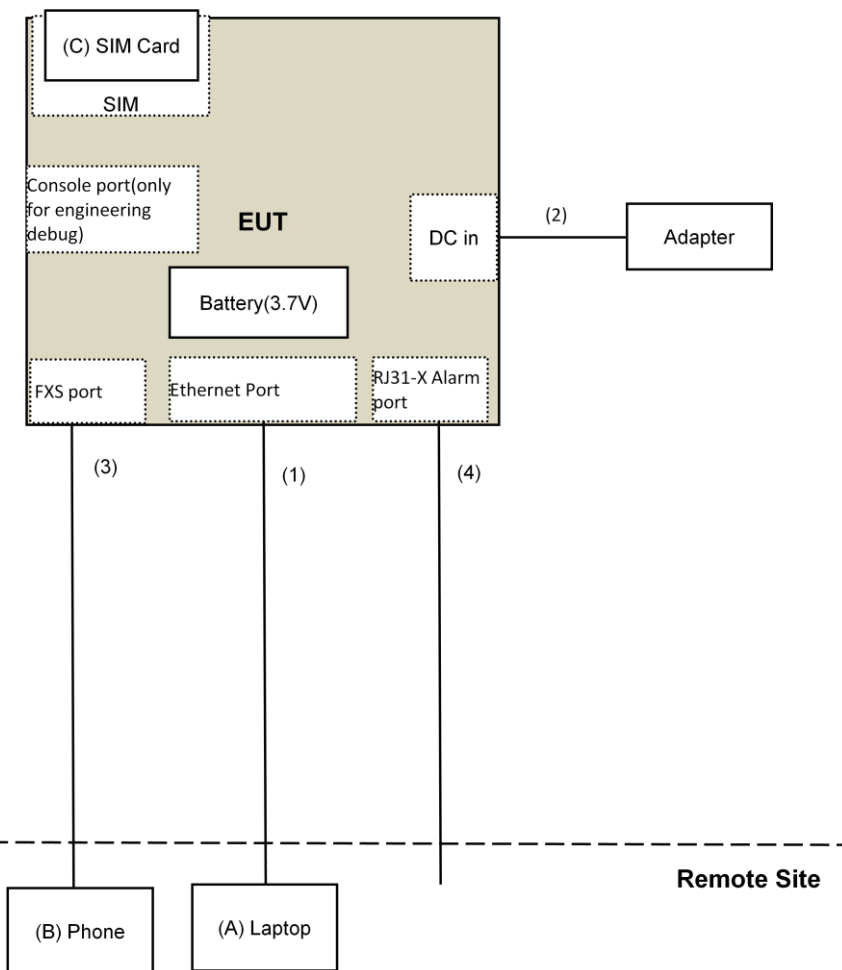 (C) SIM Card
SIM
Console port(only
for engineering
debug)
EUT
DC in
(2)
Adapter
Battery(3.7V)
FXS port
Ethernet Port
RJ31-X Alarm
port
(3)
(1)
(4)
Remote Site
(B) Phone
(A) Laptop